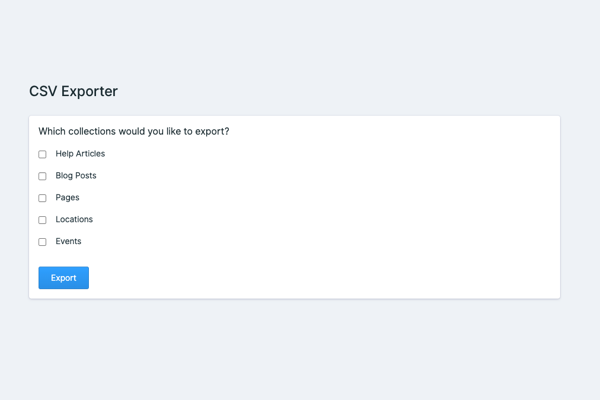 CSV Exporter
Which collections would you like to export?
Help Articles
Blog Posts
Pages
Locations
Events
Export